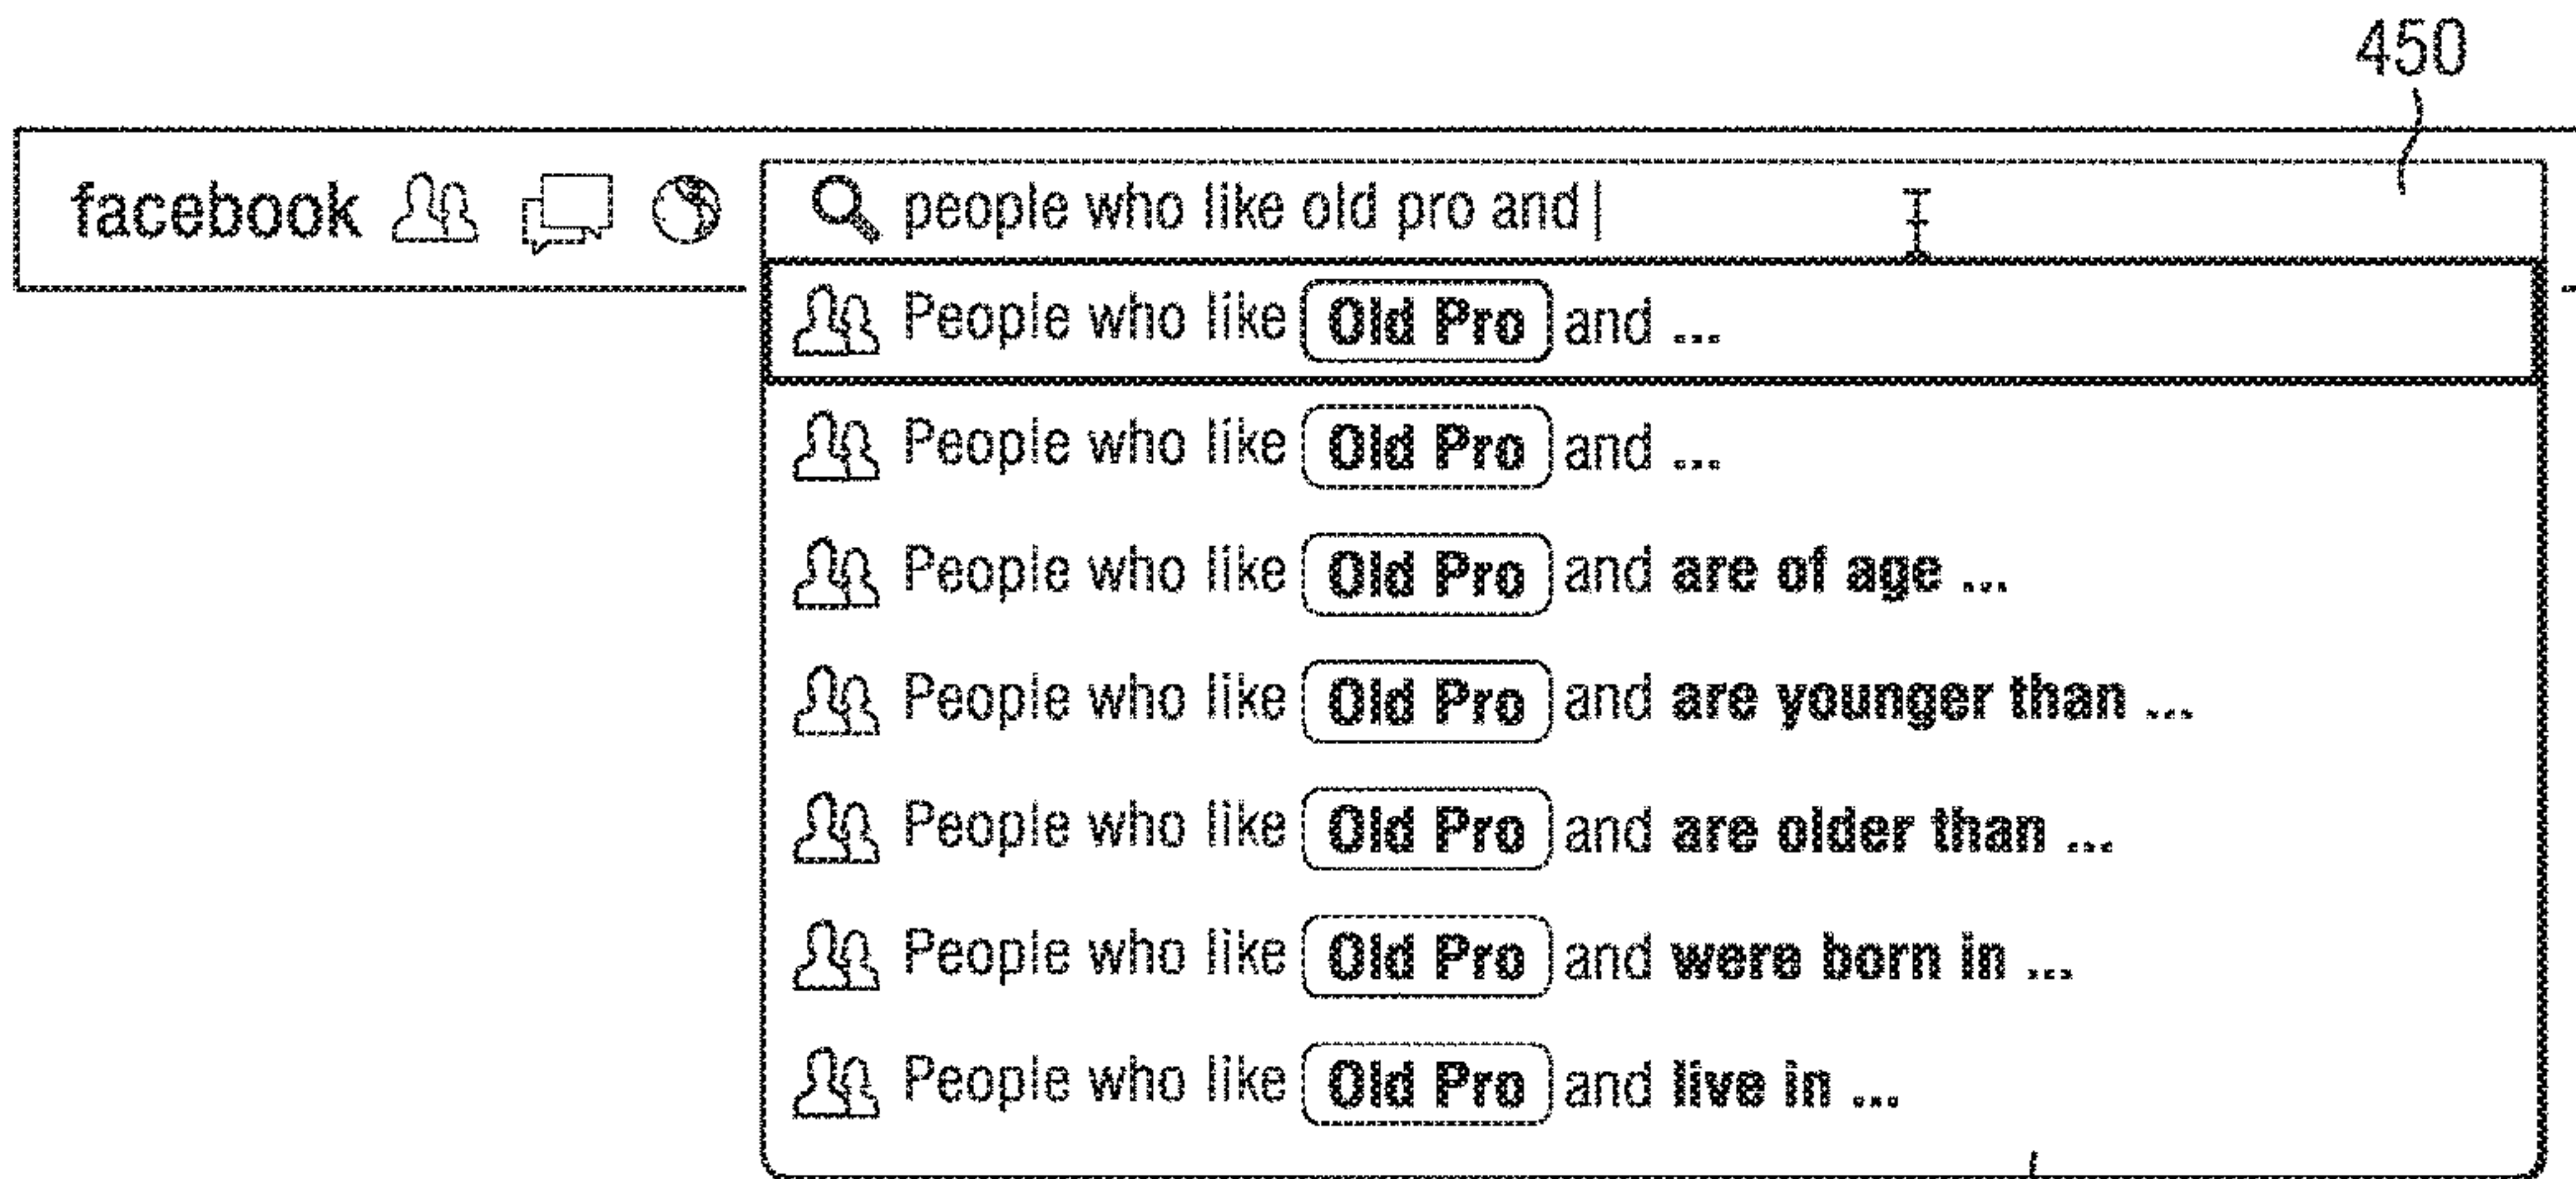 450
facebook people who like old pro and
People who like Old Pro and ...
People who like Old Pro and ...
People who like Old Pro and are of age ...
People who like Old Pro and are younger than ...
People who like Old Pro and are older than ...
People who like Old Pro and were born in ...
People who like Old Pro and live in ...